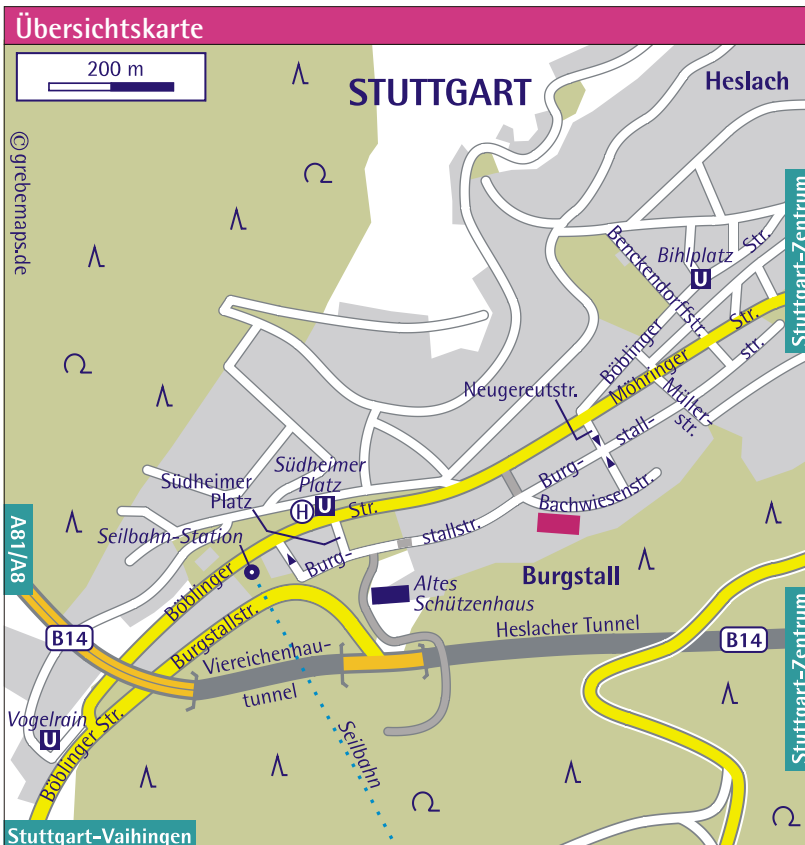 Übersichtskarte
200 m
STUTTGART
Heslach
© grebemaps.de
Stuttgart-Zentrum
Benckendorffstr.
Bihlplatz
Str.
U
Böblinger
Möhringer
Str.
Neugereutstr.
Müller-
str.
Burg-
stall-
str.
Südheimer
Platz
Südheimer
Platz
H
U
Str.
Bachwiesenstr.
Seilbahn-Station
Burg-
stallstr.
A81/A8
Böblinger
Burgstallstr.
Altes
Schützenhaus
Burgstall
B14
Viereichenhau-
tunnel
Heslacher Tunnel
B14
Stuttgart-Zentrum
Vogelrain
U
Böblinger Str.
Seilbahn
Stuttgart-Vaihingen